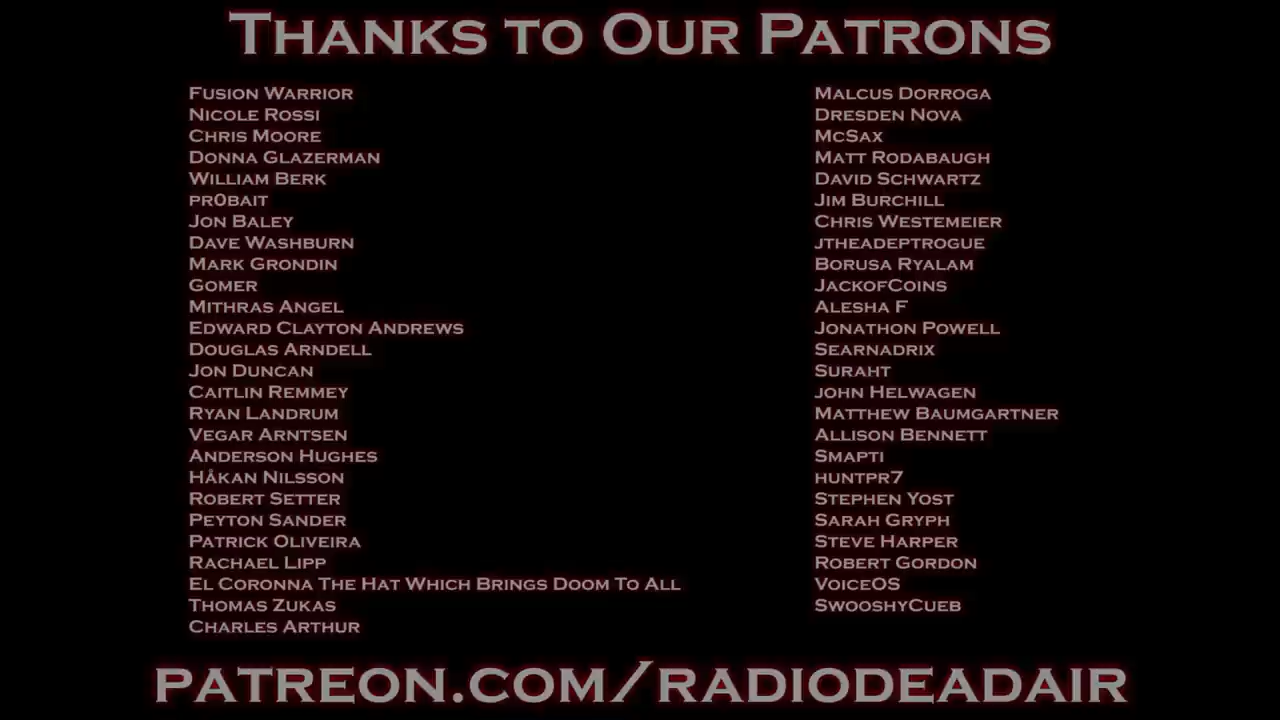 Thanks to Our Patrons
Fusion Warrior
Nicole Rossi
Chris Moore
Donna Glazerman
William Berk
pr0bait
Jon Baley
Dave Washburn
Mark Grondin
Gomer
Mithras Angel
Edward Clayton Andrews
Douglas Arndell
Jon Duncan
Caitlin Remmey
Ryan Landrum
Vegar Arntsen
Anderson Hughes
Håkan Nilsson
Robert Setter
Peyton Sander
Patrick Oliveira
Rachael Lipp
El Coronna The Hat Which Brings Doom To All
Thomas Zukas
Charles Arthur
Malcus Dorroga
Dresden Nova
McSax
Matt Rodabaugh
David Schwartz
Jim Burchill
Chris Westemeier
jtheadeptrogue
Borusa Ryalam
JackofCoins
Alesha F
Jonathon Powell
Searnadrix
Suraht
john Helwagen
Matthew Baumgartner
Allison Bennett
Smapti
huntpr7
Stephen Yost
Sarah Gryph
Steve Harper
Robert Gordon
VoiceOS
SwooshyCueb
patreon.com/radiodeadair